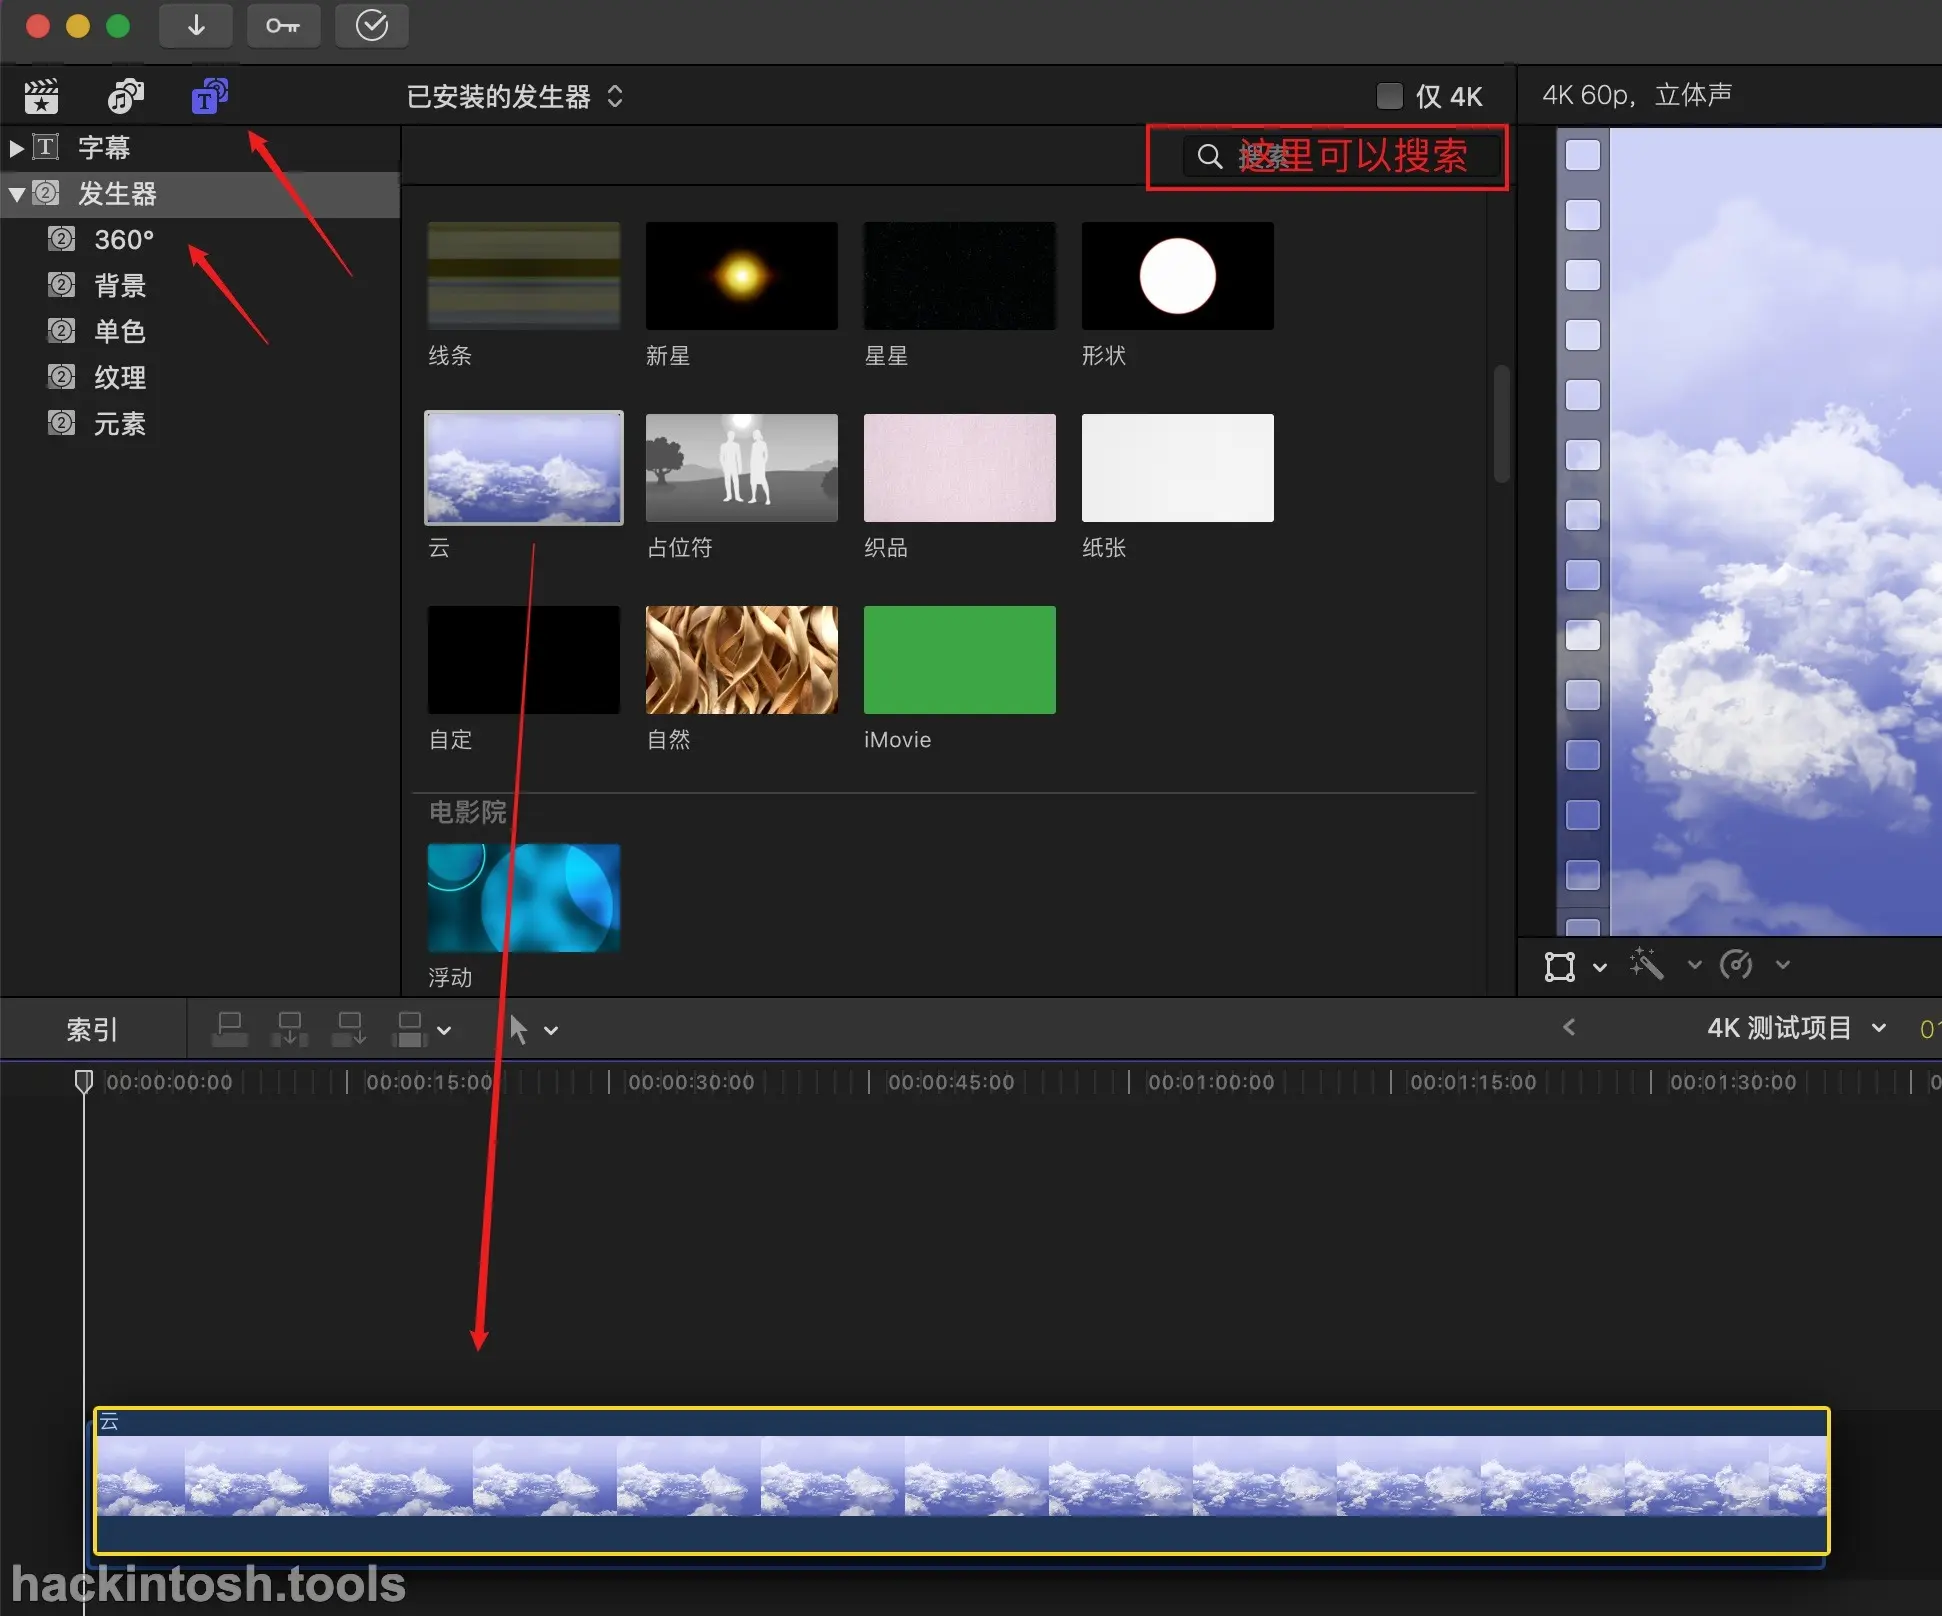 已安装的发生器
仅 4K
4K 60p，立体声
字幕
搜索
这里可以搜索
发生器
360°
背景
单色
纹理
元素
线条
新星
星星
形状
云
占位符
织品
纸张
自定
自然
iMovie
电影院
浮动
索引
4K 测试项目
01
00:00:00:00
00:00:15:00
00:00:30:00
00:00:45:00
00:01:00:00
00:01:15:00
00:01:30:00
云
hackintosh.tools